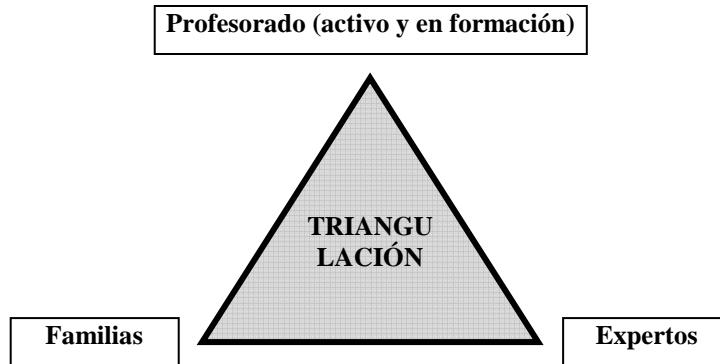 Profesorado (activo y en formación)
TRIANGU
LACIÓN
Familias
Expertos